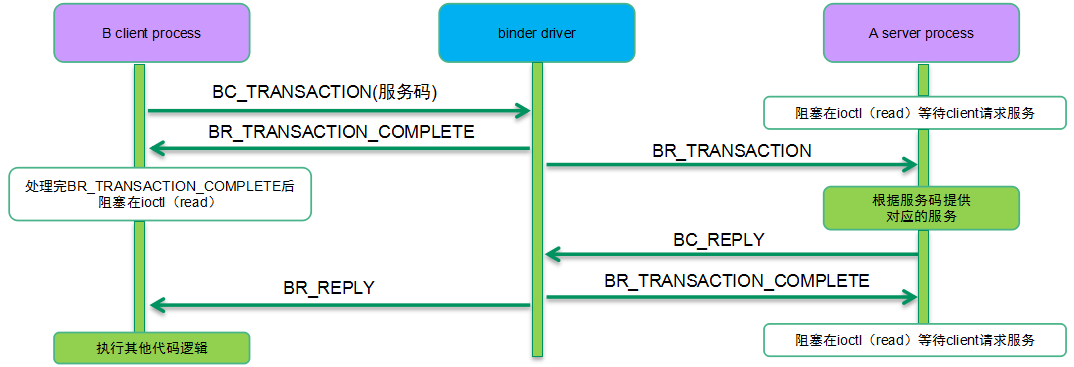 B client process
binder driver
A server process
BC_TRANSACTION(服务码)
阻塞在ioctl（read）等待client请求服务
BR_TRANSACTION_COMPLETE
BR_TRANSACTION
处理完BR_TRANSACTION_COMPLETE后
阻塞在ioctl（read）
根据服务码提供
对应的服务
BC_REPLY
BR_TRANSACTION_COMPLETE
BR_REPLY
执行其他代码逻辑
阻塞在ioctl（read）等待client请求服务